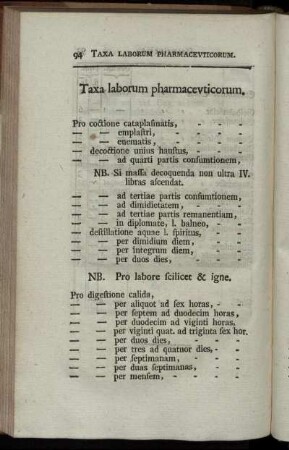 94 TAXA LABORUM PHARMACEVTICORUM.
Taxa laborum pharmacevticorum.
Pro coctione cataplasmatis, - - -
— — emplastri, - - - -
— — enematis, - - - -
— decoctione unius haustus, - - - -
— — ad quarti partis consumtionem, -
NB. Si massa decoquenda non ultra IV.
libras ascendat.
— — ad tertiae partis consumtionem, -
— — ad dimidietatem, - - - -
— — ad tertiae partis remanentiam, -
— — in diplomate, l. balneo, - - -
— destillatione aquae l. spiritus, - - -
— — per dimidium diem, - - -
— — per integrum diem, - - -
— — per duos dies, - - - -
NB. Pro labore scilicet & igne.
Pro digestione calida,
— — per aliquot ad sex horas, - -
— — per septem ad duodecim horas, -
— — per duodecim ad viginti horas.
— — per viginti quat. ad triginta sex hor.
— — per duos dies, - - - -
— — per tres ad quatuor dies, - - -
— — per septimanam, - - - -
— — per duas septimanas, - - -
— — per mensem, - - - -